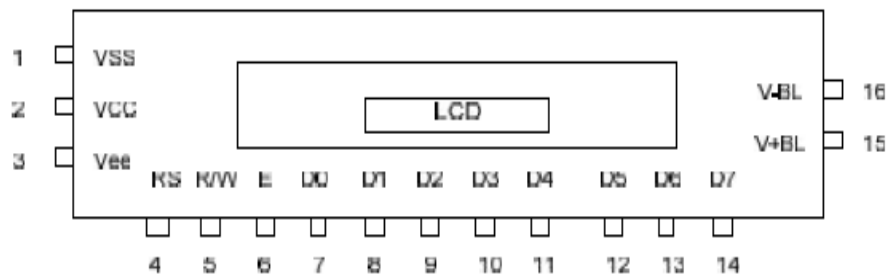 1 VSS
V-BL 16
2 VCC
LCD
V+BL 15
3 Vee
RS R/W E D0 D1 D2 D3 D4 D5 D6 D7
4 5 6 7 8 9 10 11 12 13 14